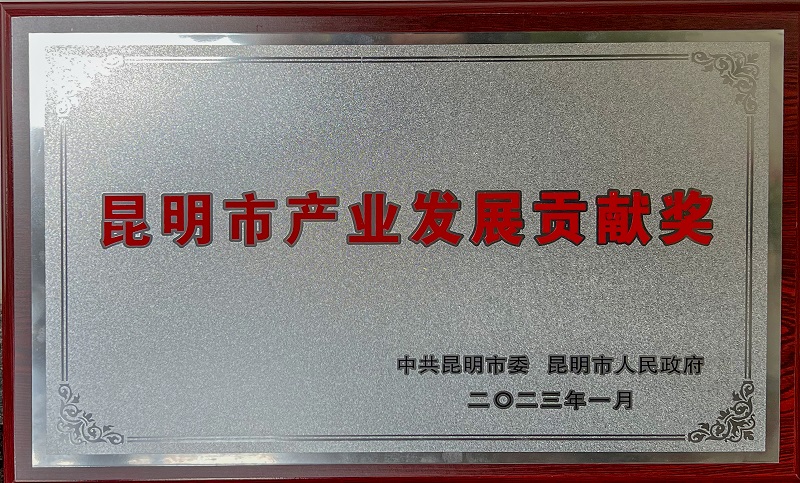 昆明市产业发展贡献奖
中共昆明市委 昆明市人民政府
二〇二三年一月